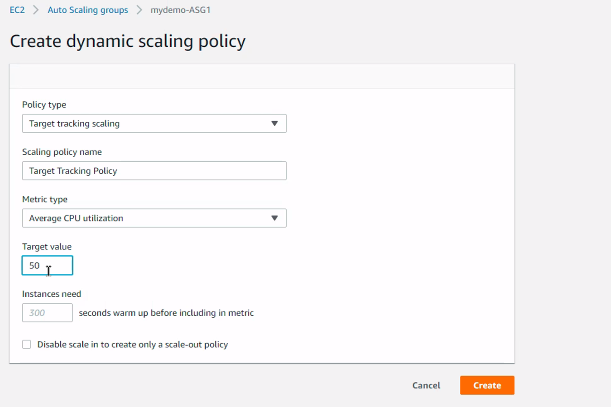 EC2 > Auto Scaling groups > mydemo-ASG1
Create dynamic scaling policy
Policy type
Target tracking scaling
Scaling policy name
Target Tracking Policy
Metric type
Average CPU utilization
Target value
50
Instances need
300 seconds warm up before including in metric
Disable scale in to create only a scale-out policy
Cancel Create